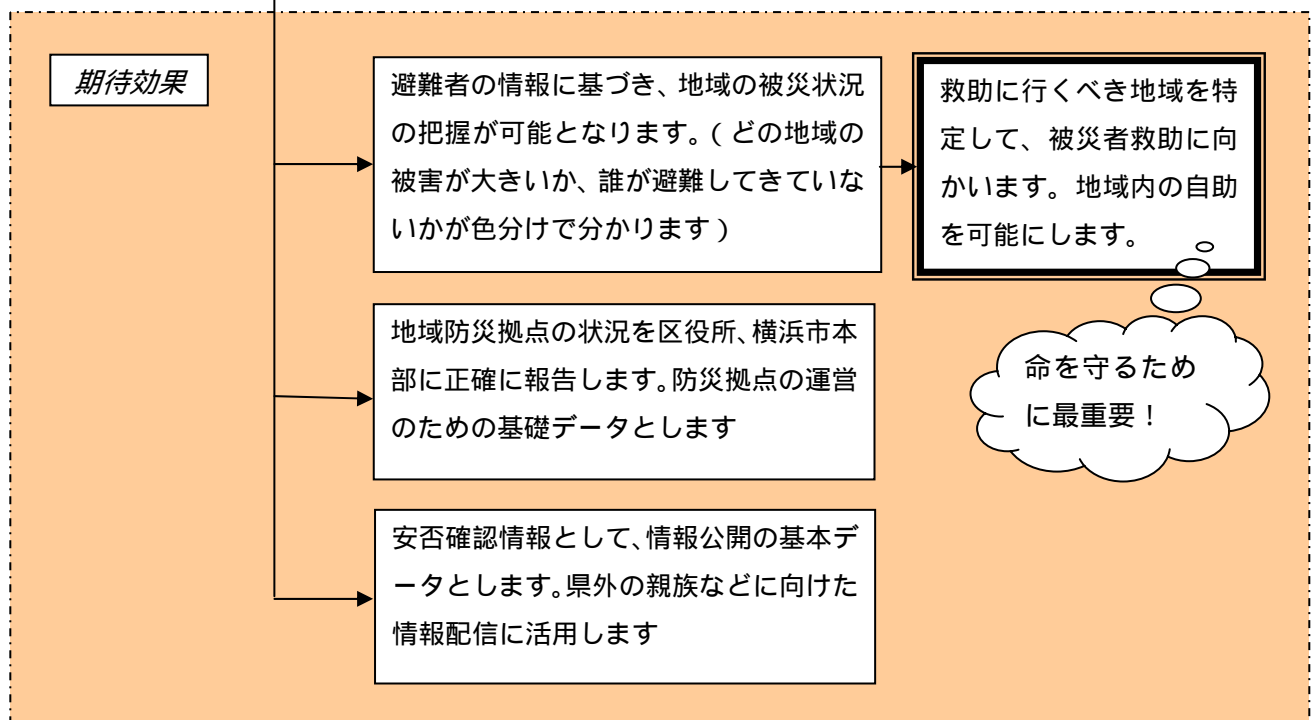 期待効果
避難者の情報に基づき、地域の被災状況
の把握が可能となります。（どの地域の
被害が大きいか、誰が避難してきていな
いかが色分けで分かります）
救助に行くべき地域を特
定して、被災者救助に向
かいます。地域内の自助
を可能にします。
地域防災拠点の状況を区役所、横浜市本
部に正確に報告します。防災拠点の運営
のための基礎データとします
命を守るため
に最重要！
安否確認情報として、情報公開の基本デ
ータとします。県外の親族などに向けた
情報配信に活用します